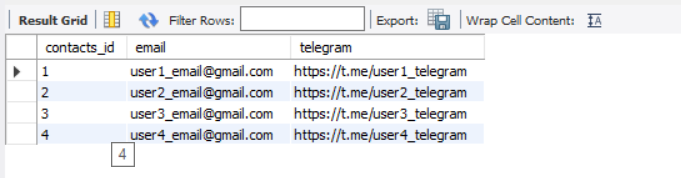 Result Grid Filter Rows: Export: Wrap Cell Content: IA
contacts_id email telegram
1 user1_email@gmail.com https://t.me/user1_telegram
2 user2_email@gmail.com https://t.me/user2_telegram
3 user3_email@gmail.com https://t.me/user3_telegram
4 user4_email@gmail.com https://t.me/user4_telegram
4